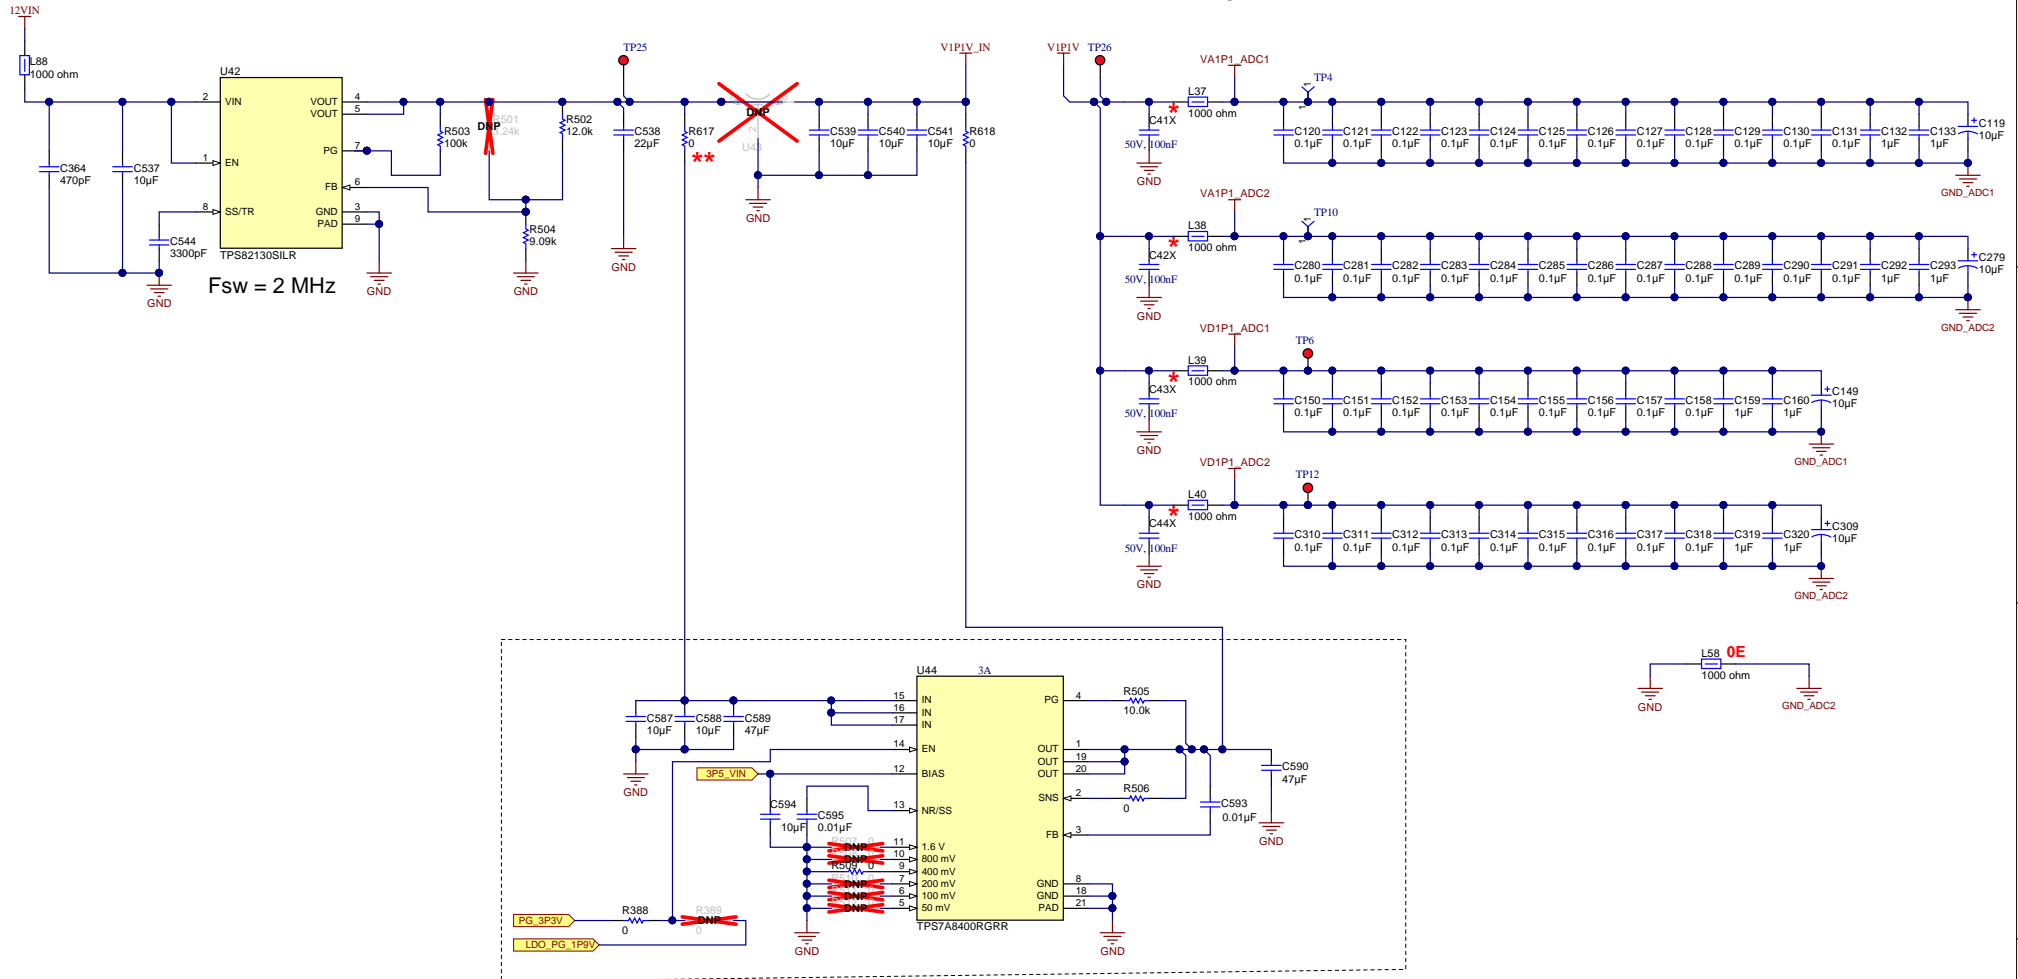 12VIN
L88
1000 ohm
C364
470pF
C537
10µF
C544
3300pF
GND
U42
2 VIN
1 EN
8 SS/TR
VOUT 4
VOUT 5
PG 7
FB 6
GND 3
PAD 9
TPS82130SILR
Fsw = 2 MHz
GND
R503
100k
R501
DNP
3.24k
R502
12.0k
R504
9.09k
GND
TP25
C538
22µF
GND
R617
0
**
DNP
2
GND
C539
10µF
C540
10µF
C541
10µF
V1P1V_IN
R618
0
V1P1V
TP26
C41X
50V, 100nF
GND
*
L37
1000 ohm
VA1P1_ADC1
TP4
1
C120
0.1µF
C121
0.1µF
C122
0.1µF
C123
0.1µF
C124
0.1µF
C125
0.1µF
C126
0.1µF
C127
0.1µF
C128
0.1µF
C129
0.1µF
C130
0.1µF
C131
0.1µF
C132
1µF
C133
1µF
+
C119
10µF
GND_ADC1
C42X
50V, 100nF
GND
*
L38
1000 ohm
VA1P1_ADC2
TP10
1
C280
0.1µF
C281
0.1µF
C282
0.1µF
C283
0.1µF
C284
0.1µF
C285
0.1µF
C286
0.1µF
C287
0.1µF
C288
0.1µF
C289
0.1µF
C290
0.1µF
C291
0.1µF
C292
1µF
C293
1µF
+
C279
10µF
GND_ADC2
C43X
50V, 100nF
GND
*
L39
1000 ohm
VD1P1_ADC1
TP6
C150
0.1µF
C151
0.1µF
C152
0.1µF
C153
0.1µF
C154
0.1µF
C155
0.1µF
C156
0.1µF
C157
0.1µF
C158
0.1µF
C159
1µF
C160
1µF
+
C149
10µF
GND_ADC1
C44X
50V, 100nF
GND
*
L40
1000 ohm
VD1P1_ADC2
TP12
C310
0.1µF
C311
0.1µF
C312
0.1µF
C313
0.1µF
C314
0.1µF
C315
0.1µF
C316
0.1µF
C317
0.1µF
C318
0.1µF
C319
1µF
C320
1µF
+
C309
10µF
GND_ADC2
L58 0E
1000 ohm
GND
GND_ADC2
C587
10µF
C588
10µF
C589
47µF
GND
3P5_VIN
C594
10µF
C595
0.01µF
U44
3A
15 IN
16 IN
17 IN
14 EN
12 BIAS
13 NR/SS
11 1.6 V
10 800 mV
9 400 mV
7 200 mV
6 100 mV
5 50 mV
PG 4
OUT 1
OUT 19
OUT 20
SNS 2
FB 3
GND 8
GND 18
PAD 21
TPS7A8400RGRR
DNP
DNP
R509 0
DNP
DNP
DNP
GND
R505
10.0k
R506
0
C593
0.01µF
C590
47µF
GND
GND
PG_3P3V
R388
0
R389
DNP
0
LDO_PG_1P9V